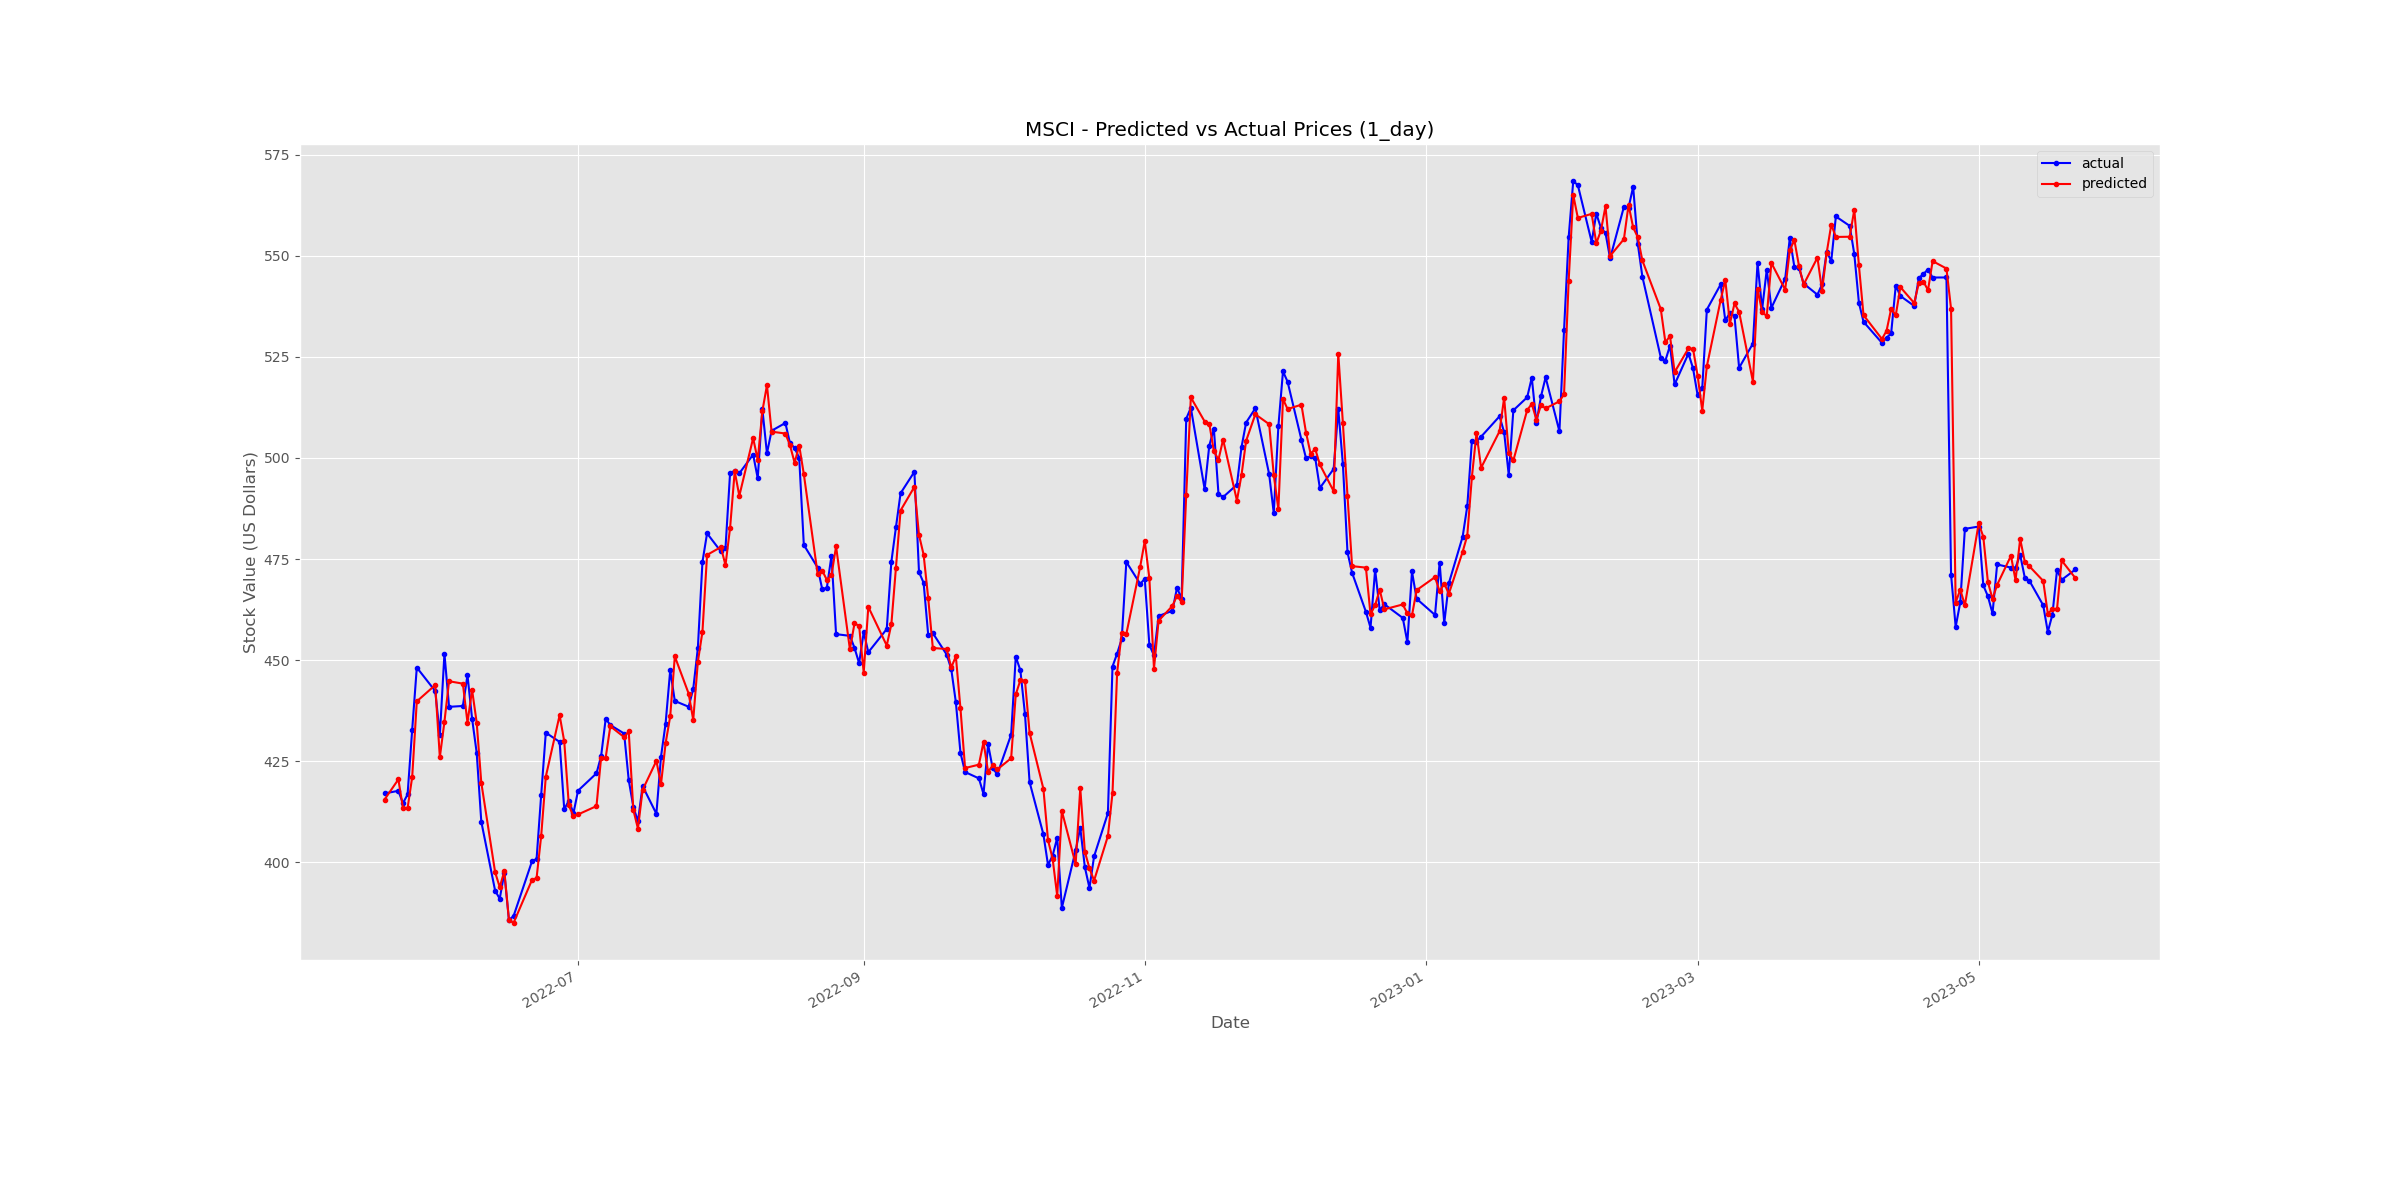 MSCI - Predicted vs Actual Prices (1_day)
actual
predicted
Stock Value (US Dollars)
575
550
525
500
475
450
425
400
2022-07
2022-09
2022-11
2023-01
2023-03
2023-05
Date